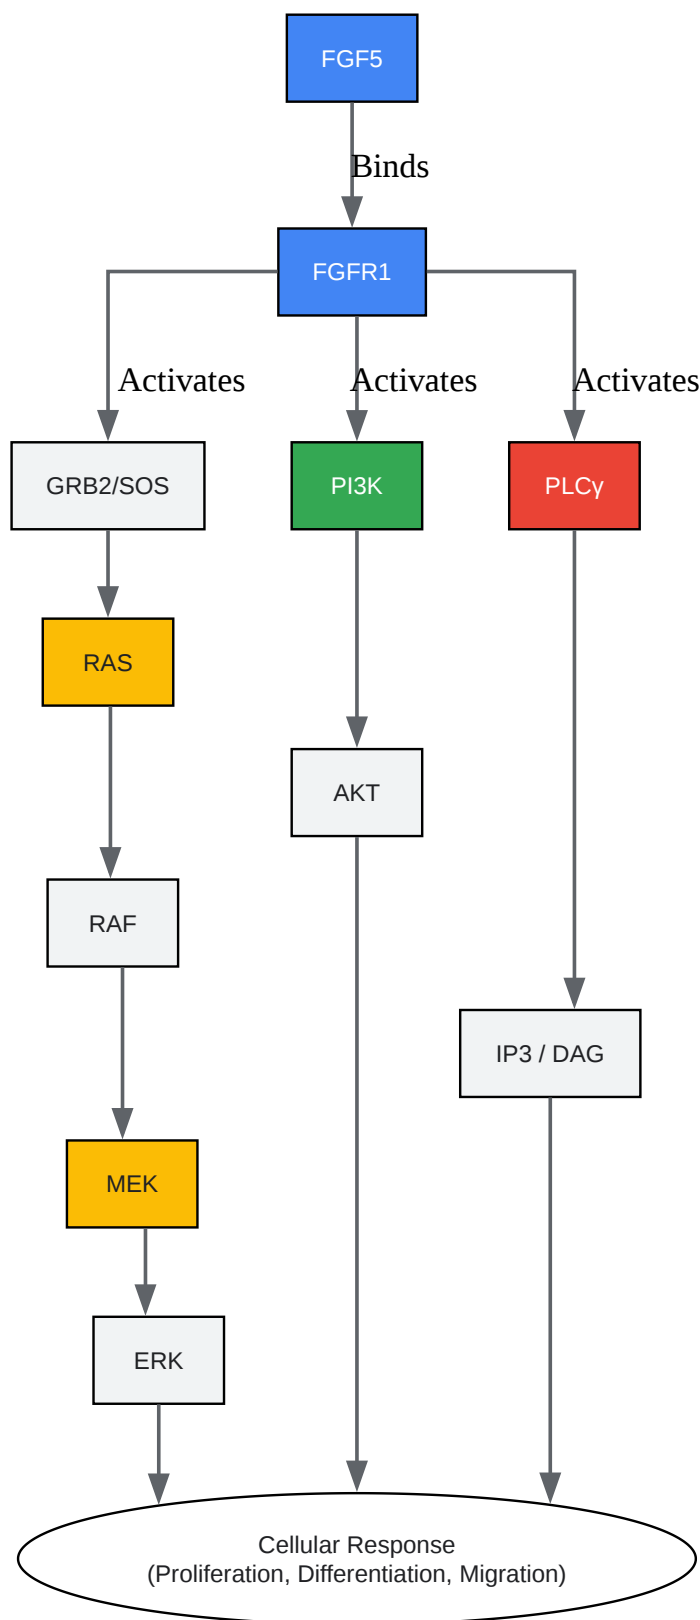 FGF5
Binds
FGFR1
Activates
Activates
Activates
GRB2/SOS
PI3K
PLCγ
RAS
AKT
RAF
IP3 / DAG
MEK
ERK
Cellular Response
(Proliferation, Differentiation, Migration)